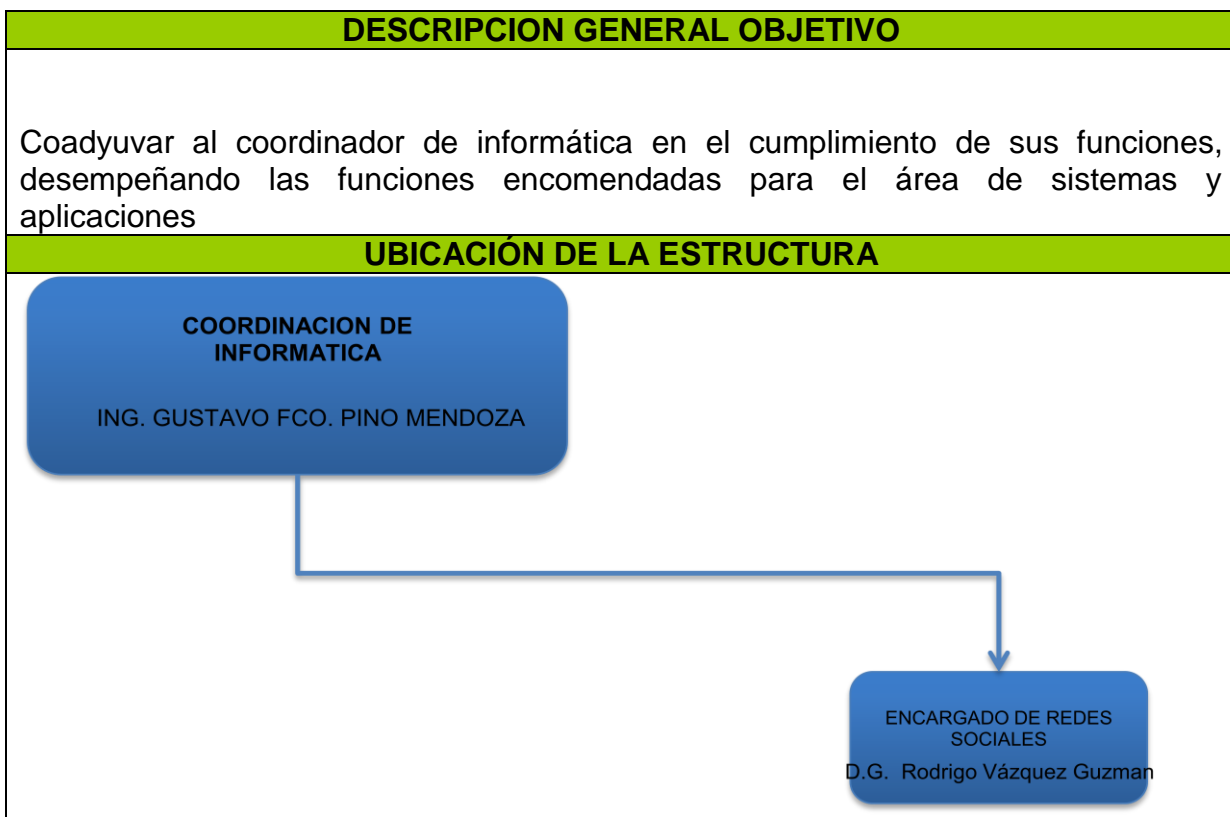 DESCRIPCION GENERAL OBJETIVO
Coadyuvar al coordinador de informática en el cumplimiento de sus funciones,
desempeñando las funciones encomendadas para el área de sistemas y
aplicaciones
UBICACIÓN DE LA ESTRUCTURA
COORDINACION DE
INFORMATICA
ING. GUSTAVO FCO. PINO MENDOZA
ENCARGADO DE REDES
SOCIALES
D.G. Rodrigo Vázquez Guzman